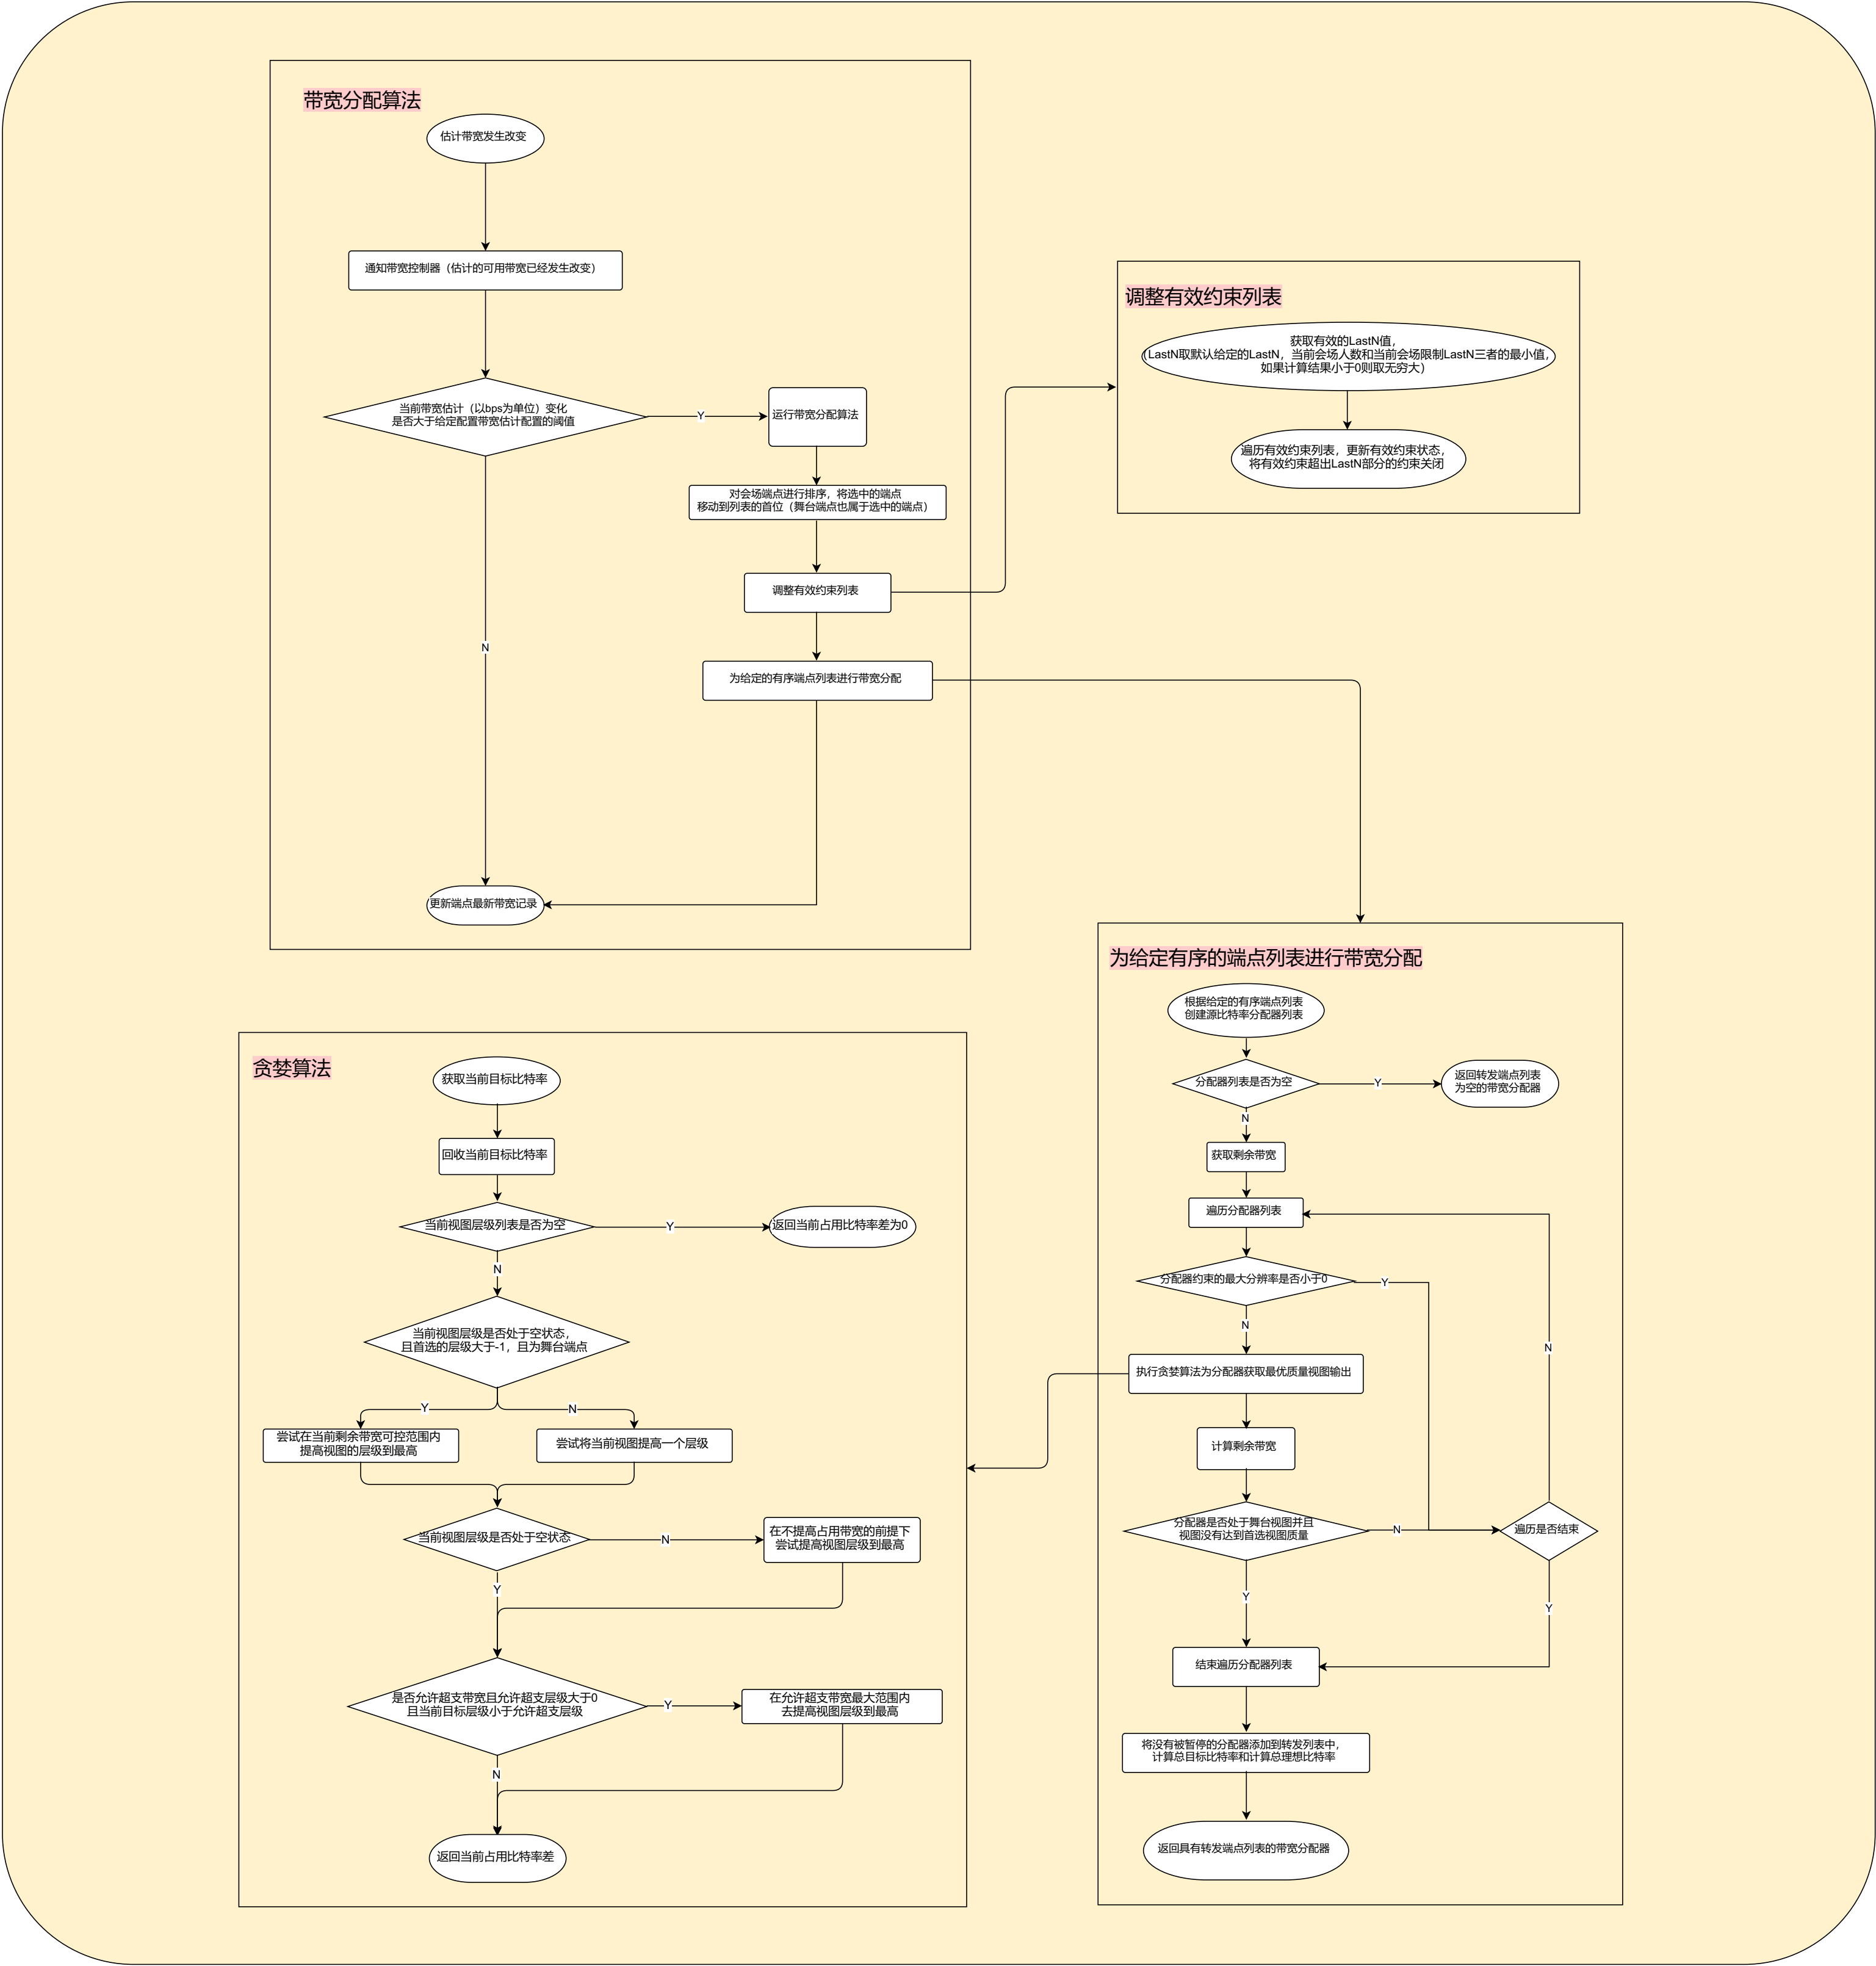 带宽分配算法
估计带宽发生改变
通知带宽控制器（估计的可用带宽已经发生改变）
当前带宽估计（以bps为单位）变化
是否大于给定配置带宽估计配置的阈值
Y
运行带宽分配算法
对会场端点进行排序，将选中的端点
移动到列表的首位（舞台端点也属于选中的端点）
调整有效约束列表
N
为给定的有序端点列表进行带宽分配
更新端点最新带宽记录
调整有效约束列表
获取有效的LastN值，
（LastN取默认给定的LastN，当前会场人数和当前会场限制LastN三者的最小值，
如果计算结果小于0则取无穷大）
遍历有效约束列表，更新有效约束状态，
将有效约束超出LastN部分的约束关闭
为给定有序的端点列表进行带宽分配
根据给定的有序端点列表
创建源比特率分配器列表
分配器列表是否为空
Y
返回转发端点列表
为空的带宽分配器
N
获取剩余带宽
遍历分配器列表
分配器约束的最大分辨率是否小于0
Y
N
N
执行贪婪算法为分配器获取最优质量视图输出
计算剩余带宽
分配器是否处于舞台视图并且
视图没有达到首选视图质量
N
遍历是否结束
Y
Y
结束遍历分配器列表
将没有被暂停的分配器添加到转发列表中，
计算总目标比特率和计算总理想比特率
返回具有转发端点列表的带宽分配器
贪婪算法
获取当前目标比特率
回收当前目标比特率
当前视图层级列表是否为空
Y
返回当前占用比特率差为0
N
当前视图层级是否处于空状态，
且首选的层级大于-1，且为舞台端点
Y
N
尝试在当前剩余带宽可控范围内
提高视图的层级到最高
尝试将当前视图提高一个层级
当前视图层级是否处于空状态
N
在不提高占用带宽的前提下
尝试提高视图层级到最高
Y
是否允许超支带宽且允许超支层级大于0
且当前目标层级小于允许超支层级
Y
在允许超支带宽最大范围内
去提高视图层级到最高
N
返回当前占用比特率差